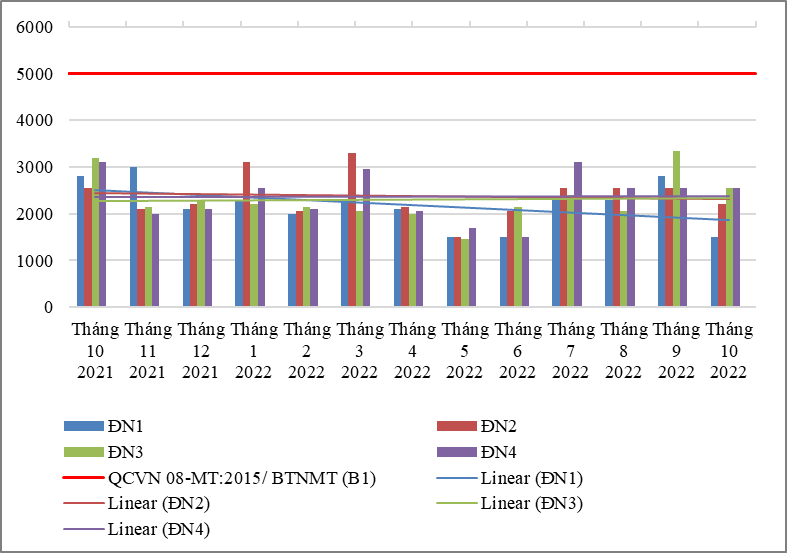 6000
5000
4000
3000
2000
1000
0
Tháng Tháng Tháng Tháng Tháng Tháng Tháng Tháng Tháng Tháng Tháng Tháng Tháng
10 11 12 1 2 3 4 5 6 7 8 9 10
2021 2021 2021 2022 2022 2022 2022 2022 2022 2022 2022 2022 2022
ĐN1 ĐN2
ĐN3 ĐN4
QCVN 08-MT:2015/ BTNMT (B1) Linear (ĐN1)
Linear (ĐN2) Linear (ĐN3)
Linear (ĐN4)